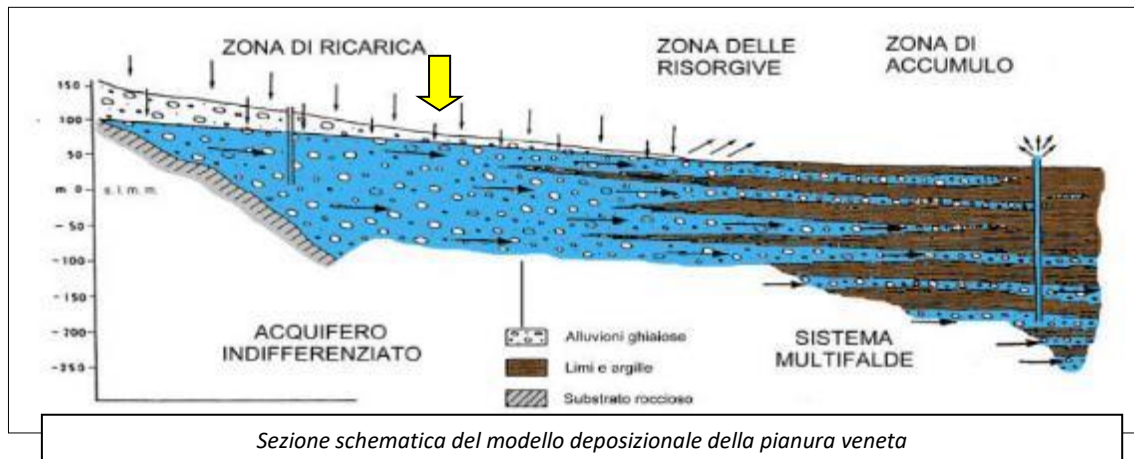 ZONA DI RICARICA
ZONA DELLE
RISORGIVE
ZONA DI
ACCUMULO
150
100
50
m 0
s. l. m. m.
- 50
-100
-150
-200
-350
ACQUIFERO
INDIFFERENZIATO
Alluvioni ghiaiose
Limi e argille
Substrato roccioso
SISTEMA
MULTIFALDE
Sezione schematica del modello deposizionale della pianura veneta